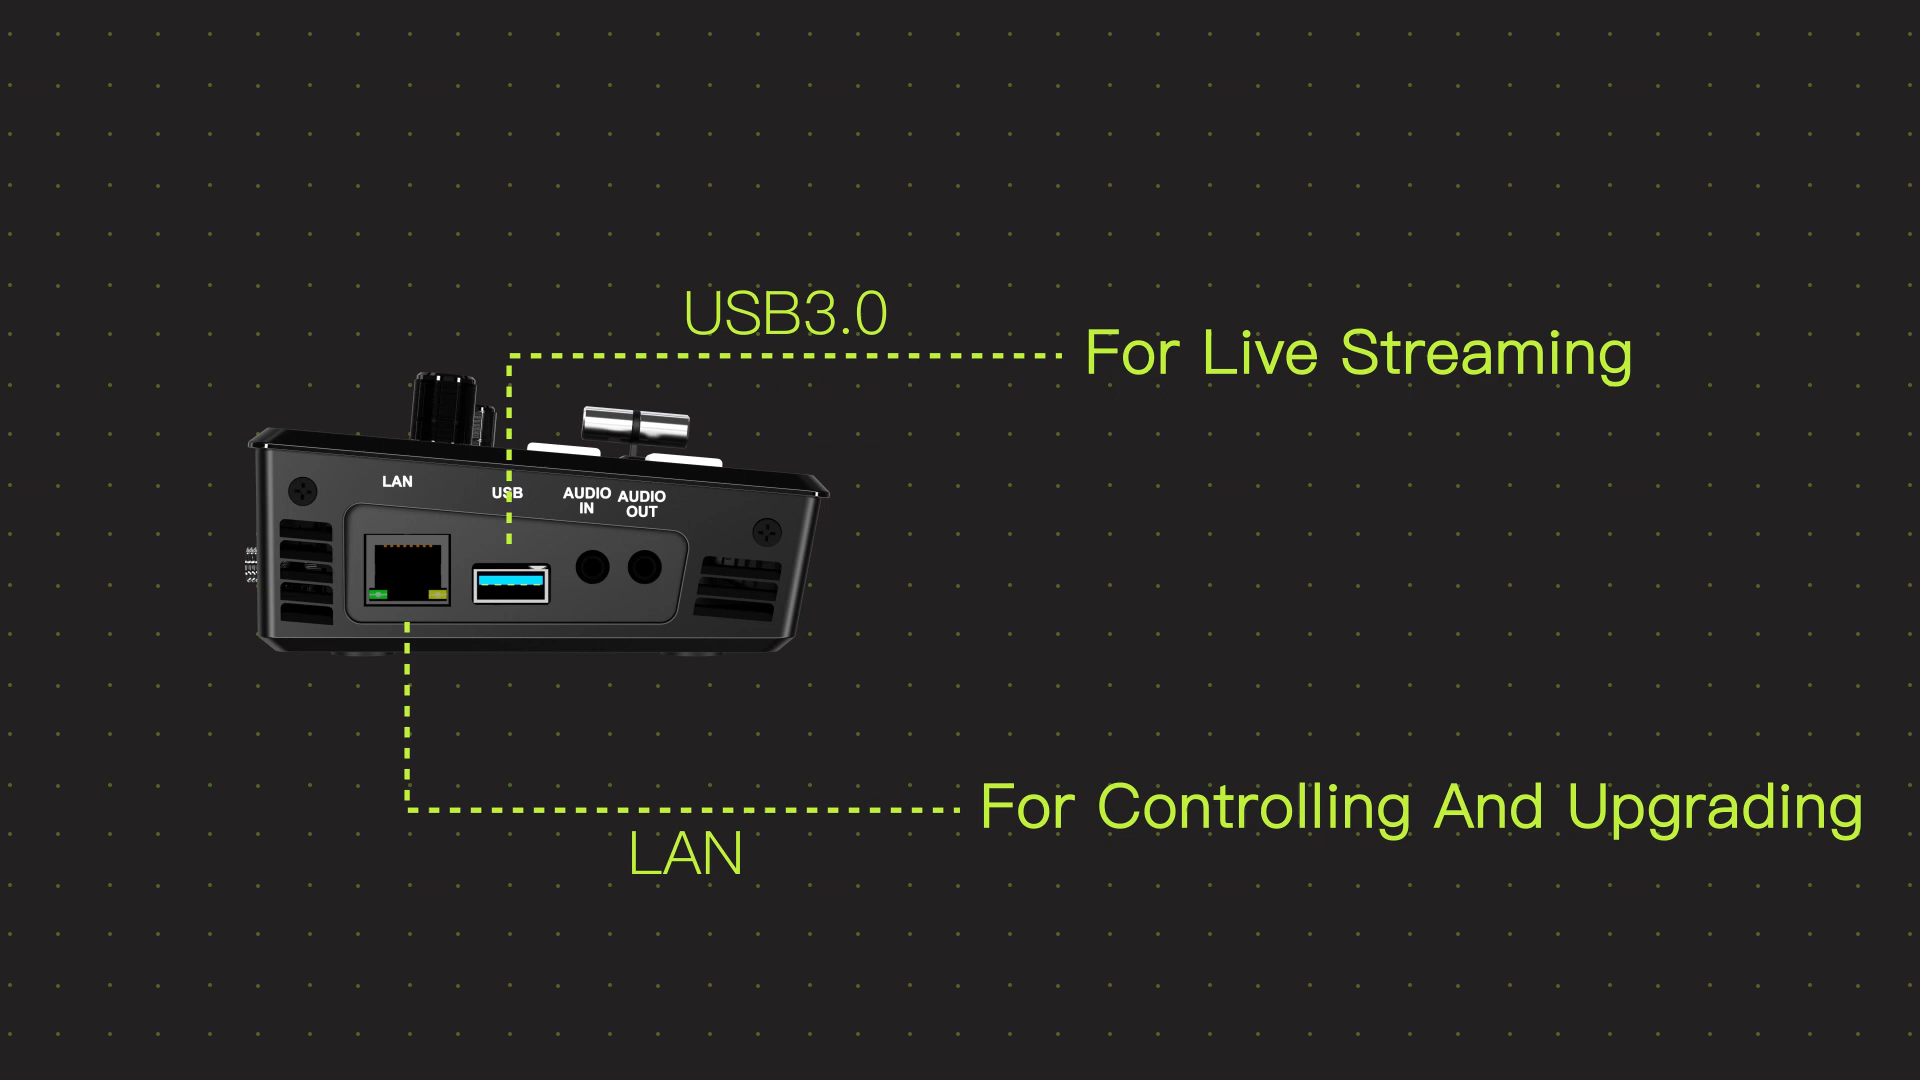 USB3.0
For Live Streaming
LAN
USB
AUDIO
IN
AUDIO
OUT
For Controlling And Upgrading
LAN